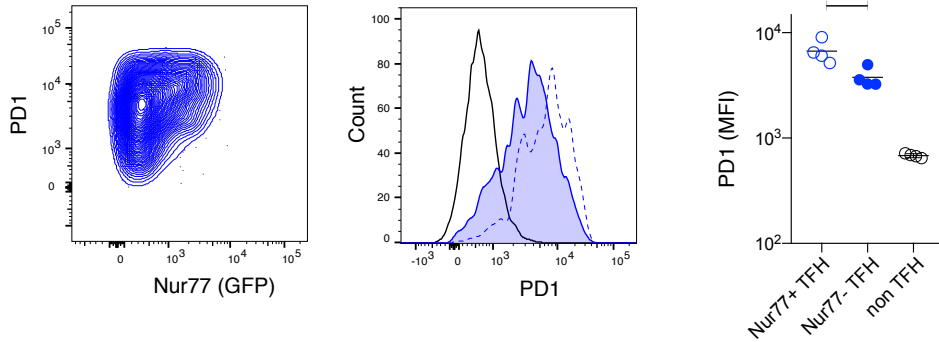 PD1
10^5
10^4
10^3
0
0
10^3
10^4
10^5
Nur77 (GFP)
Count
100
80
60
40
20
0
-10^3
0
10^3
10^4
10^5
PD1
PD1 (MFI)
10^4
10^3
10^2
Nur77+ TFH
Nur77- TFH
non TFH